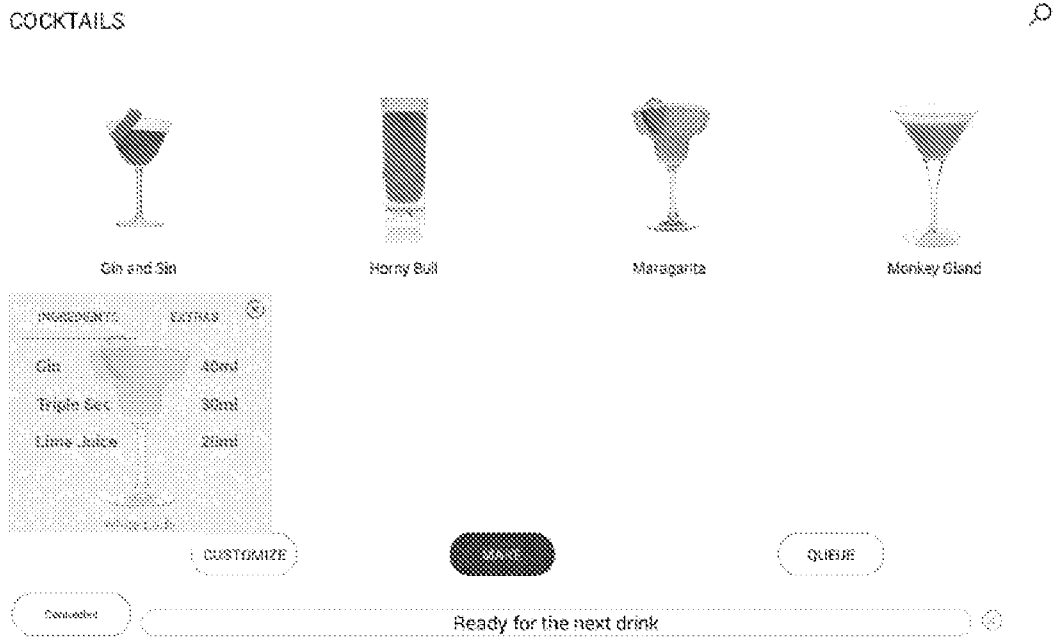 COCKTAILS
Gin and Sin
Horny Bull
Maragarita
Monkey Gland
INGREDIENTS EXTRAS
Gin 40ml
Triple Sec 30ml
Lime Juice 20ml
CUSTOMIZE
QUEUE
Connected
Ready for the next drink